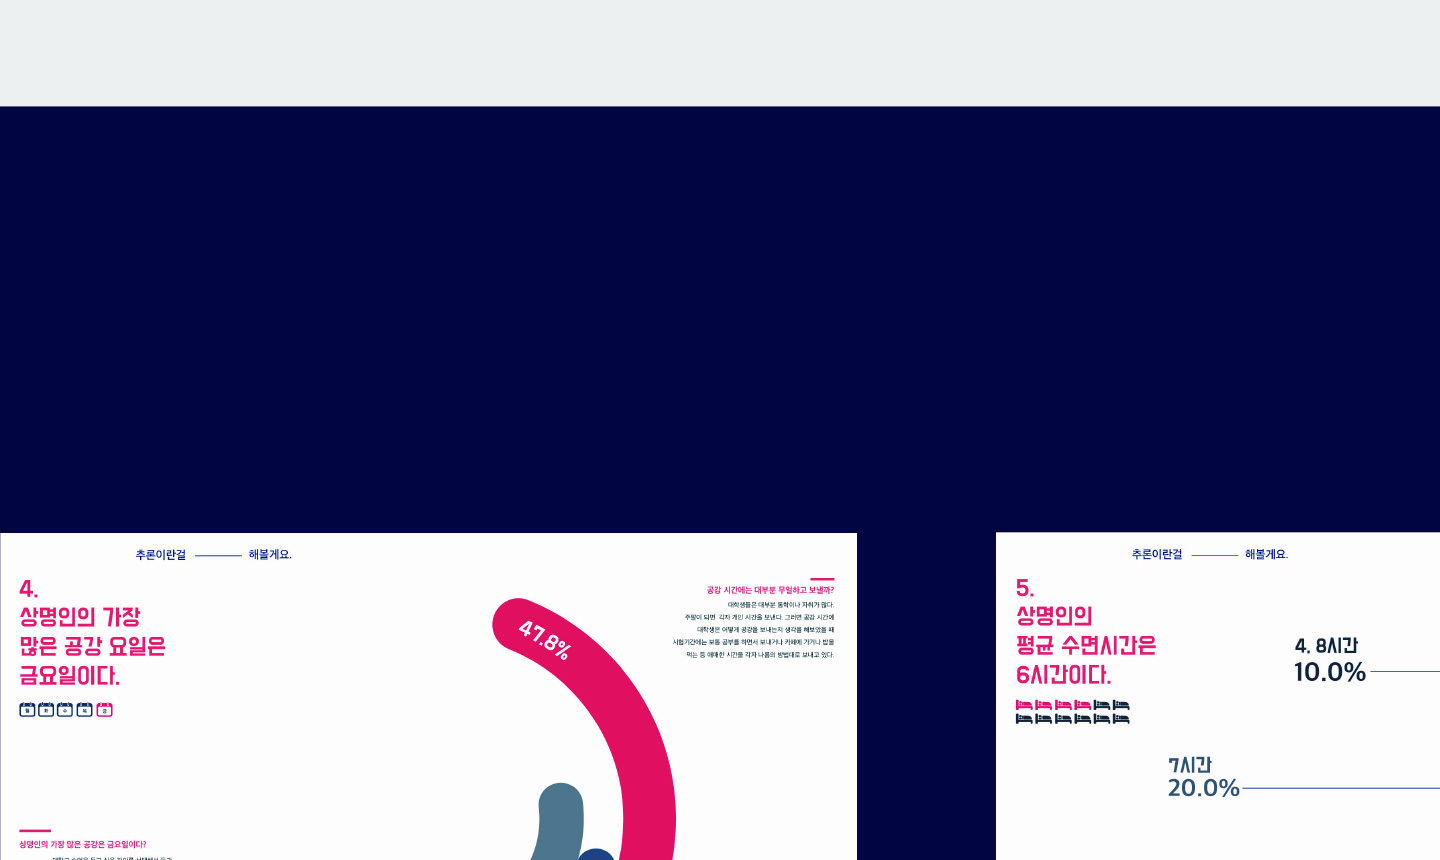 추론이란걸 해볼게요.
4.
상명인의 가장
많은 공강 요일은
금요일이다.
월 화 수 목 금
47.8%
공강 시간에는 대부분 무얼하고 보낼까?
대학생들은 대부분 통학이나 자취가 많다.
주말이 되면 각자 개인 시간을 보낸다. 그러면 공강 시간에
대학생은 어떻게 공강을 보내는지 생각을 해보았을 때
시험기간에는 보통 공부를 하면서 보내거나 카페에 가거나 밥을
먹는 등 애매한 시간을 각자 나름의 방법대로 보내고 있다.
상명인의 가장 많은 공강은 금요일이다?
추론이란걸 해볼게요.
5.
상명인의
평균 수면시간은
6시간이다.
4, 8시간
10.0%
7시간
20.0%